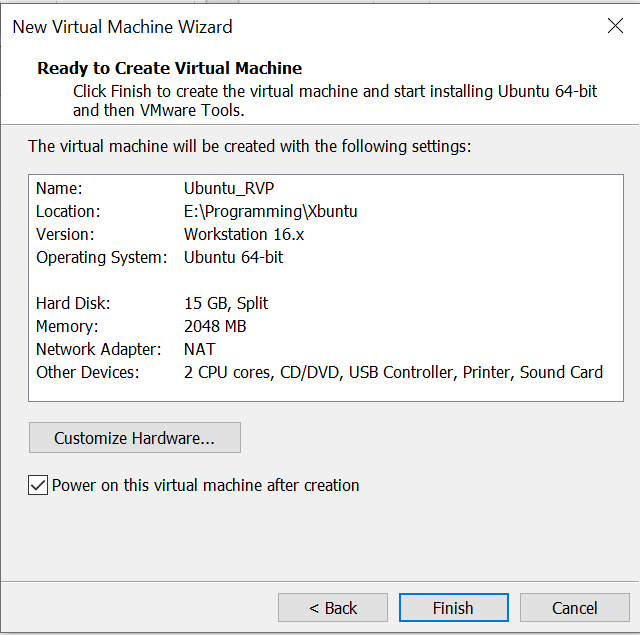 New Virtual Machine Wizard
Ready to Create Virtual Machine
Click Finish to create the virtual machine and start installing Ubuntu 64-bit
and then VMware Tools.
The virtual machine will be created with the following settings:
Name: Ubuntu_RVP
Location: E:\Programming\Xbuntu
Version: Workstation 16.x
Operating System: Ubuntu 64-bit
Hard Disk: 15 GB, Split
Memory: 2048 MB
Network Adapter: NAT
Other Devices: 2 CPU cores, CD/DVD, USB Controller, Printer, Sound Card
Customize Hardware...
Power on this virtual machine after creation
< Back Finish Cancel